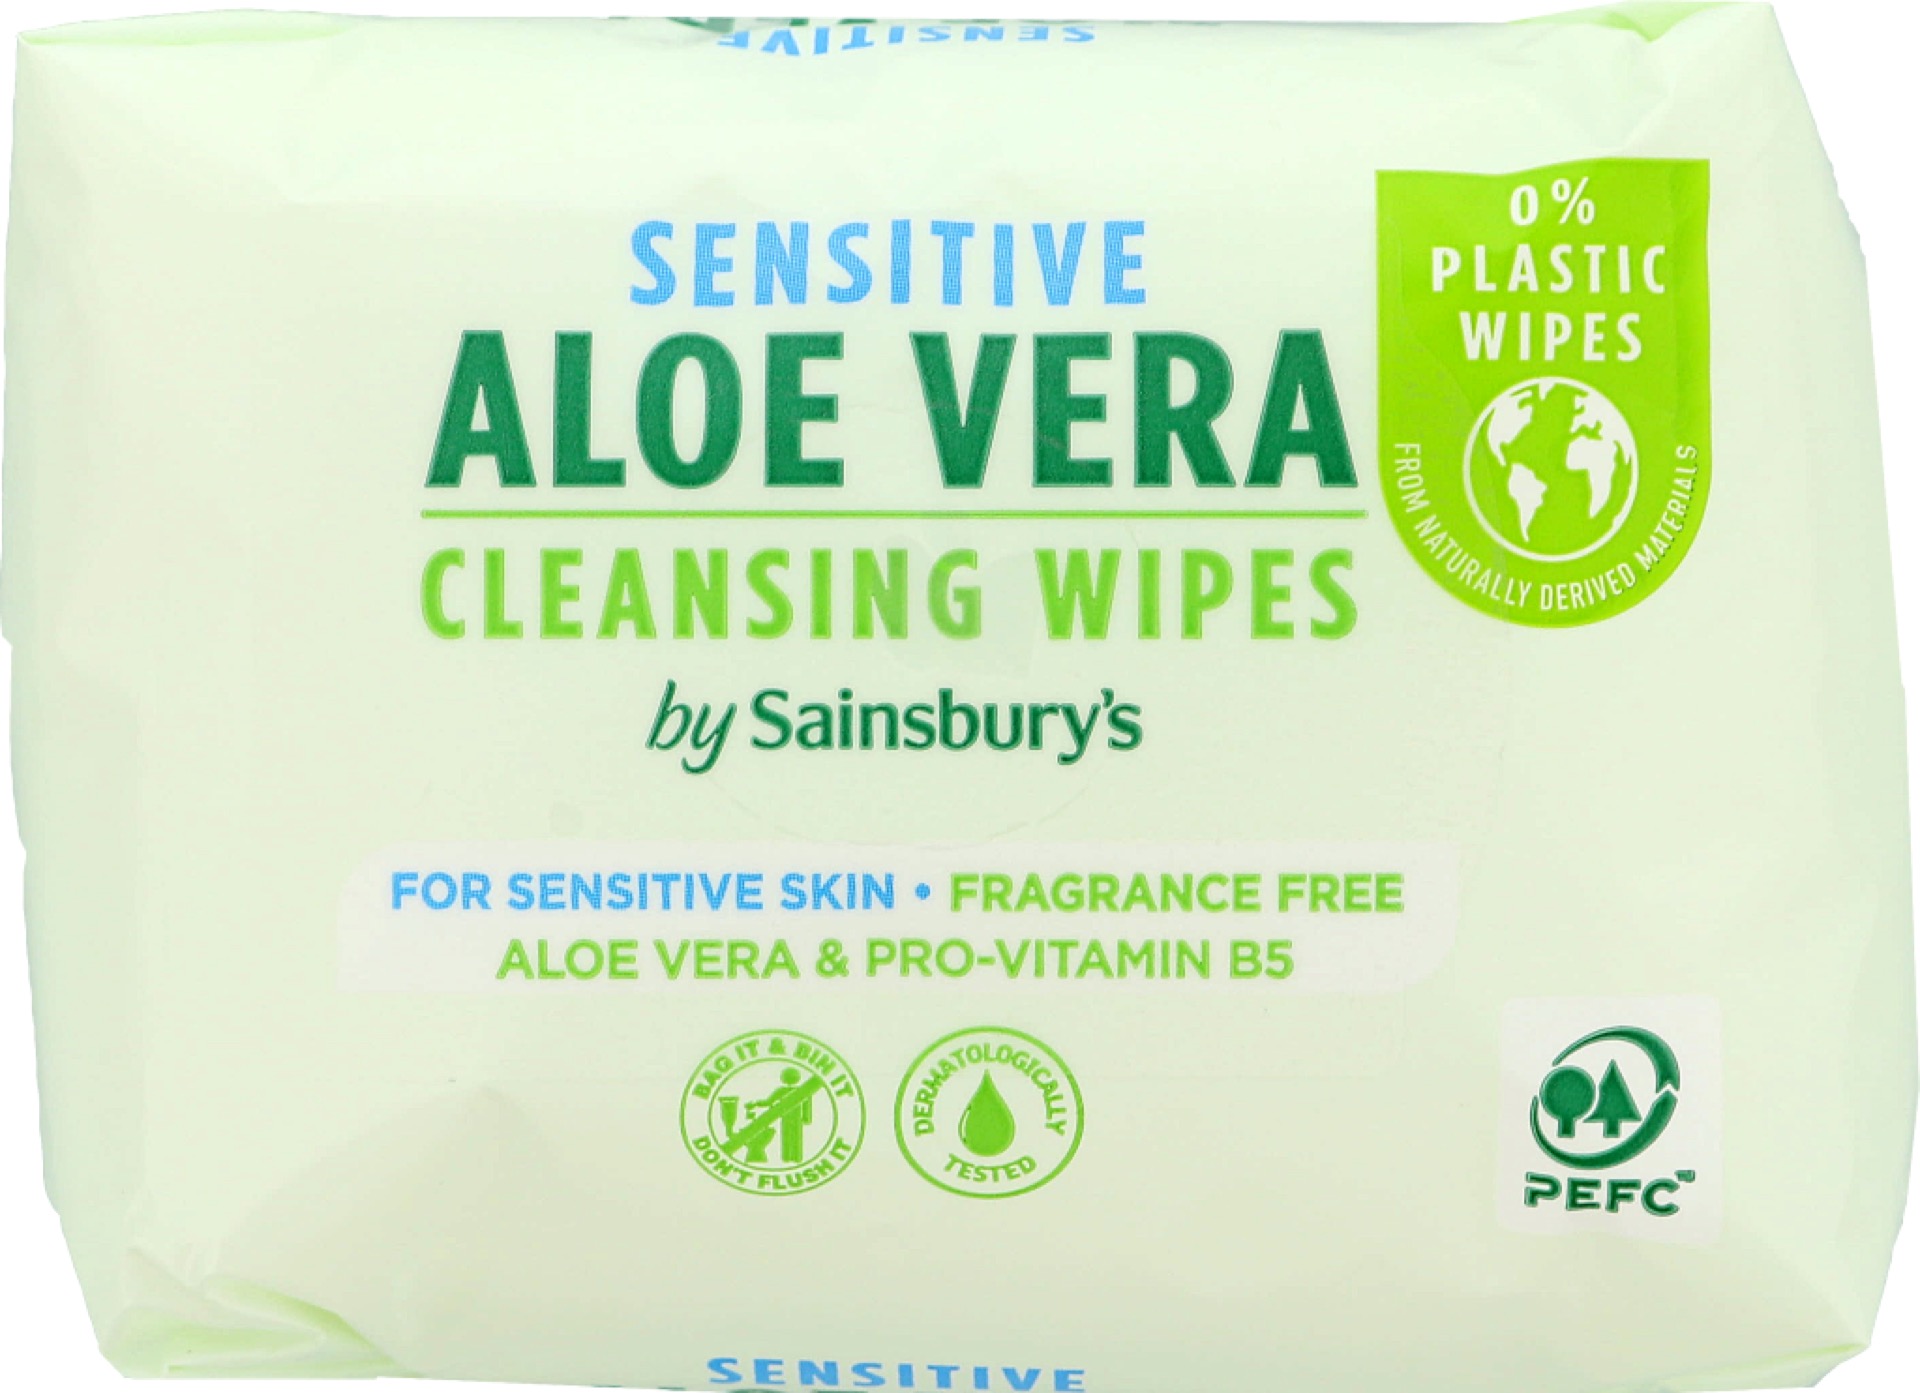 SENSITIVE
SENSITIVE
ALOE VERA
CLEANSING WIPES
by Sainsbury's
0%
PLASTIC
WIPES
FROM NATURALLY DERIVED MATERIALS
FOR SENSITIVE SKIN • FRAGRANCE FREE
ALOE VERA & PRO-VITAMIN B5
BAG IT & BIN IT
DON'T FLUSH IT
DERMATOLOGICALLY
TESTED
PEFC™
SENSITIVE